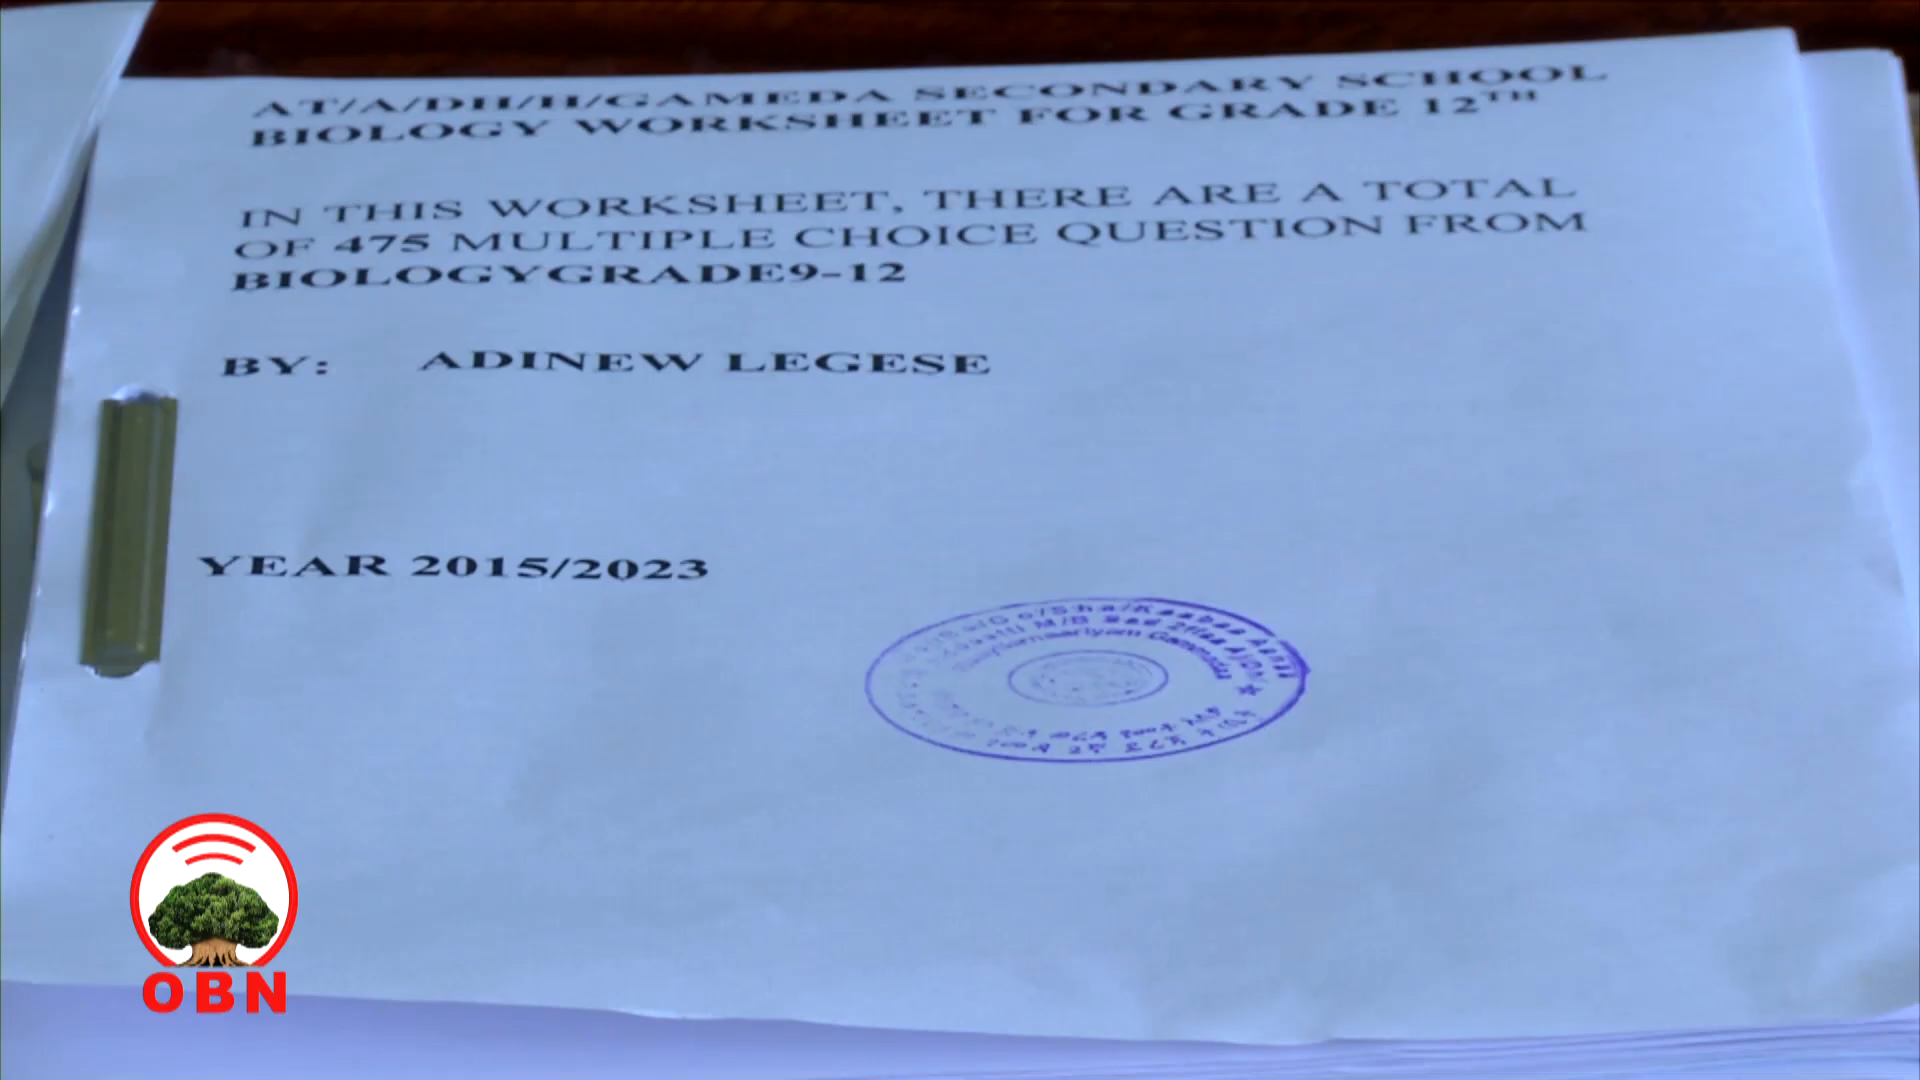 AT/A/DH/H/GAMEDA SECONDARY SCHOOL
BIOLOGY WORKSHEET FOR GRADE 12TH
IN THIS WORKSHEET, THERE ARE A TOTAL
OF 475 MULTIPLE CHOICE QUESTION FROM
BIOLOGYGRADE9-12
BY: ADINEW LEGESE
YEAR 2015/2023
OBN